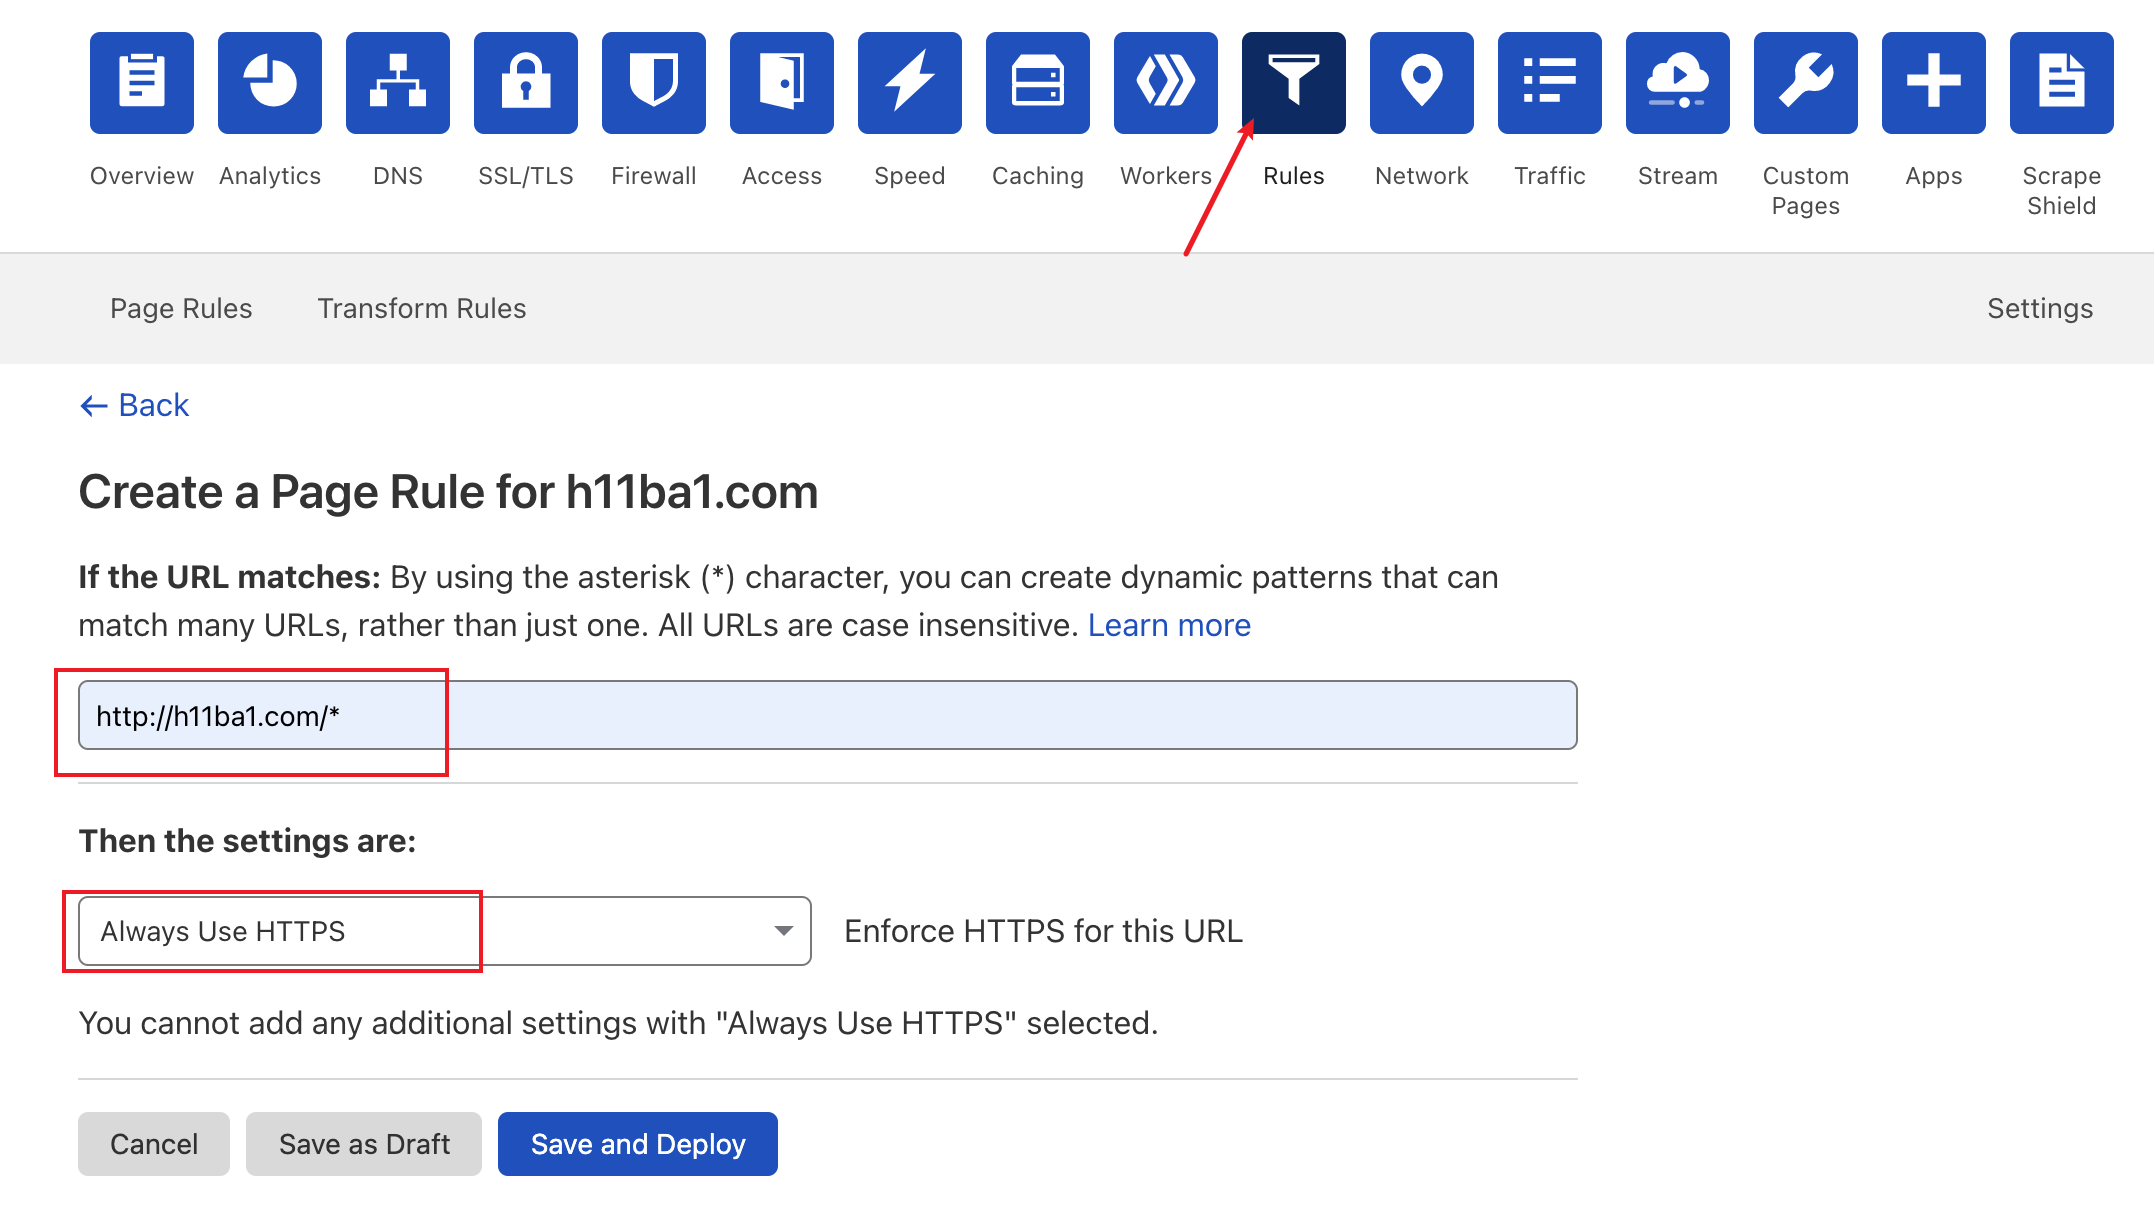 Overview Analytics DNS SSL/TLS Firewall Access Speed Caching Workers Rules Network Traffic Stream Custom Pages Apps Scrape Shield
Page Rules Transform Rules Settings
← Back
Create a Page Rule for h11ba1.com
If the URL matches: By using the asterisk (*) character, you can create dynamic patterns that can
match many URLs, rather than just one. All URLs are case insensitive. Learn more
http://h11ba1.com/*
Then the settings are:
Always Use HTTPS Enforce HTTPS for this URL
You cannot add any additional settings with "Always Use HTTPS" selected.
Cancel Save as Draft Save and Deploy